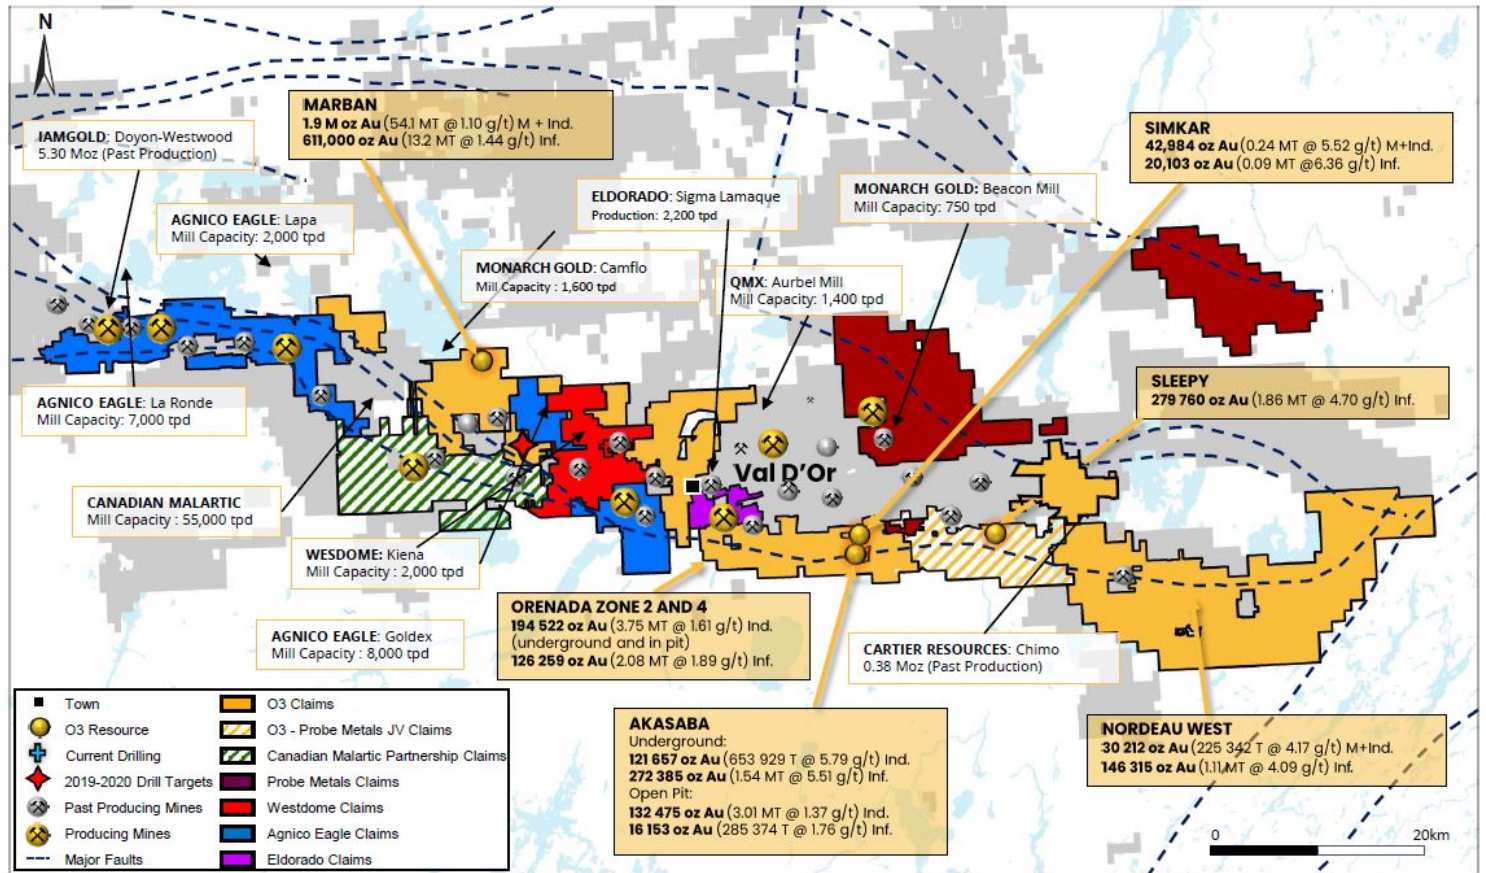 N
MARBAN
1.9 M oz Au (54.1 MT @ 1.10 g/t) M + Ind.
611,000 oz Au (13.2 MT @ 1.44 g/t) Inf.
IAMGOLD; Doyon-Westwood
5.30 Moz (Past Production)
SIMKAR
42,984 oz Au (0.24 MT @ 5.52 g/t) M+Ind.
20,103 oz Au (0.09 MT @6.36 g/t) Inf.
ELDORADO: Sigma Lamaque
Production: 2,200 tpd
MONARCH GOLD: Beacon Mill
Mill Capacity: 750 tpd
AGNICO EAGLE: Lapa
Mill Capacity: 2,000 tpd
MONARCH GOLD: Camflo
Mill Capacity : 1,600 tpd
QMX: Aurbel Mill
Mill Capacity: 1,400 tpd
SLEEPY
279 760 oz Au (1.86 MT @ 4.70 g/t) Inf.
AGNICO EAGLE: La Ronde
Mill Capacity: 7,000 tpd
Val D'Or
CANADIAN MALARTIC
Mill Capacity : 55,000 tpd
WESDOME: Kiena
Mill Capacity : 2,000 tpd
ORENADA ZONE 2 AND 4
194 522 oz Au (3.75 MT @ 1.61 g/t) Ind.
(underground and in pit)
126 259 oz Au (2.08 MT @ 1.89 g/t) Inf.
AGNICO EAGLE: Goldex
Mill Capacity : 8,000 tpd
CARTIER RESOURCES: Chimo
0.38 Moz (Past Production)
AKASABA
Underground:
121 657 oz Au (653 929 T @ 5.79 g/t) Ind.
272 385 oz Au (1.54 MT @ 5.51 g/t) Inf.
Open Pit:
132 475 oz Au (3.01 MT @ 1.37 g/t) Ind.
16 153 oz Au (285 374 T @ 1.76 g/t) Inf.
NORDEAU WEST
30 212 oz Au (225 342 T @ 4.17 g/t) M+Ind.
146 315 oz Au (1.11 MT @ 4.09 g/t) Inf.
Town
O3 Resource
Current Drilling
2019-2020 Drill Targets
Past Producing Mines
Producing Mines
Major Faults
O3 Claims
O3 - Probe Metals JV Claims
Canadian Malartic Partnership Claims
Probe Metals Claims
Westdome Claims
Agnico Eagle Claims
Eldorado Claims
0 20km